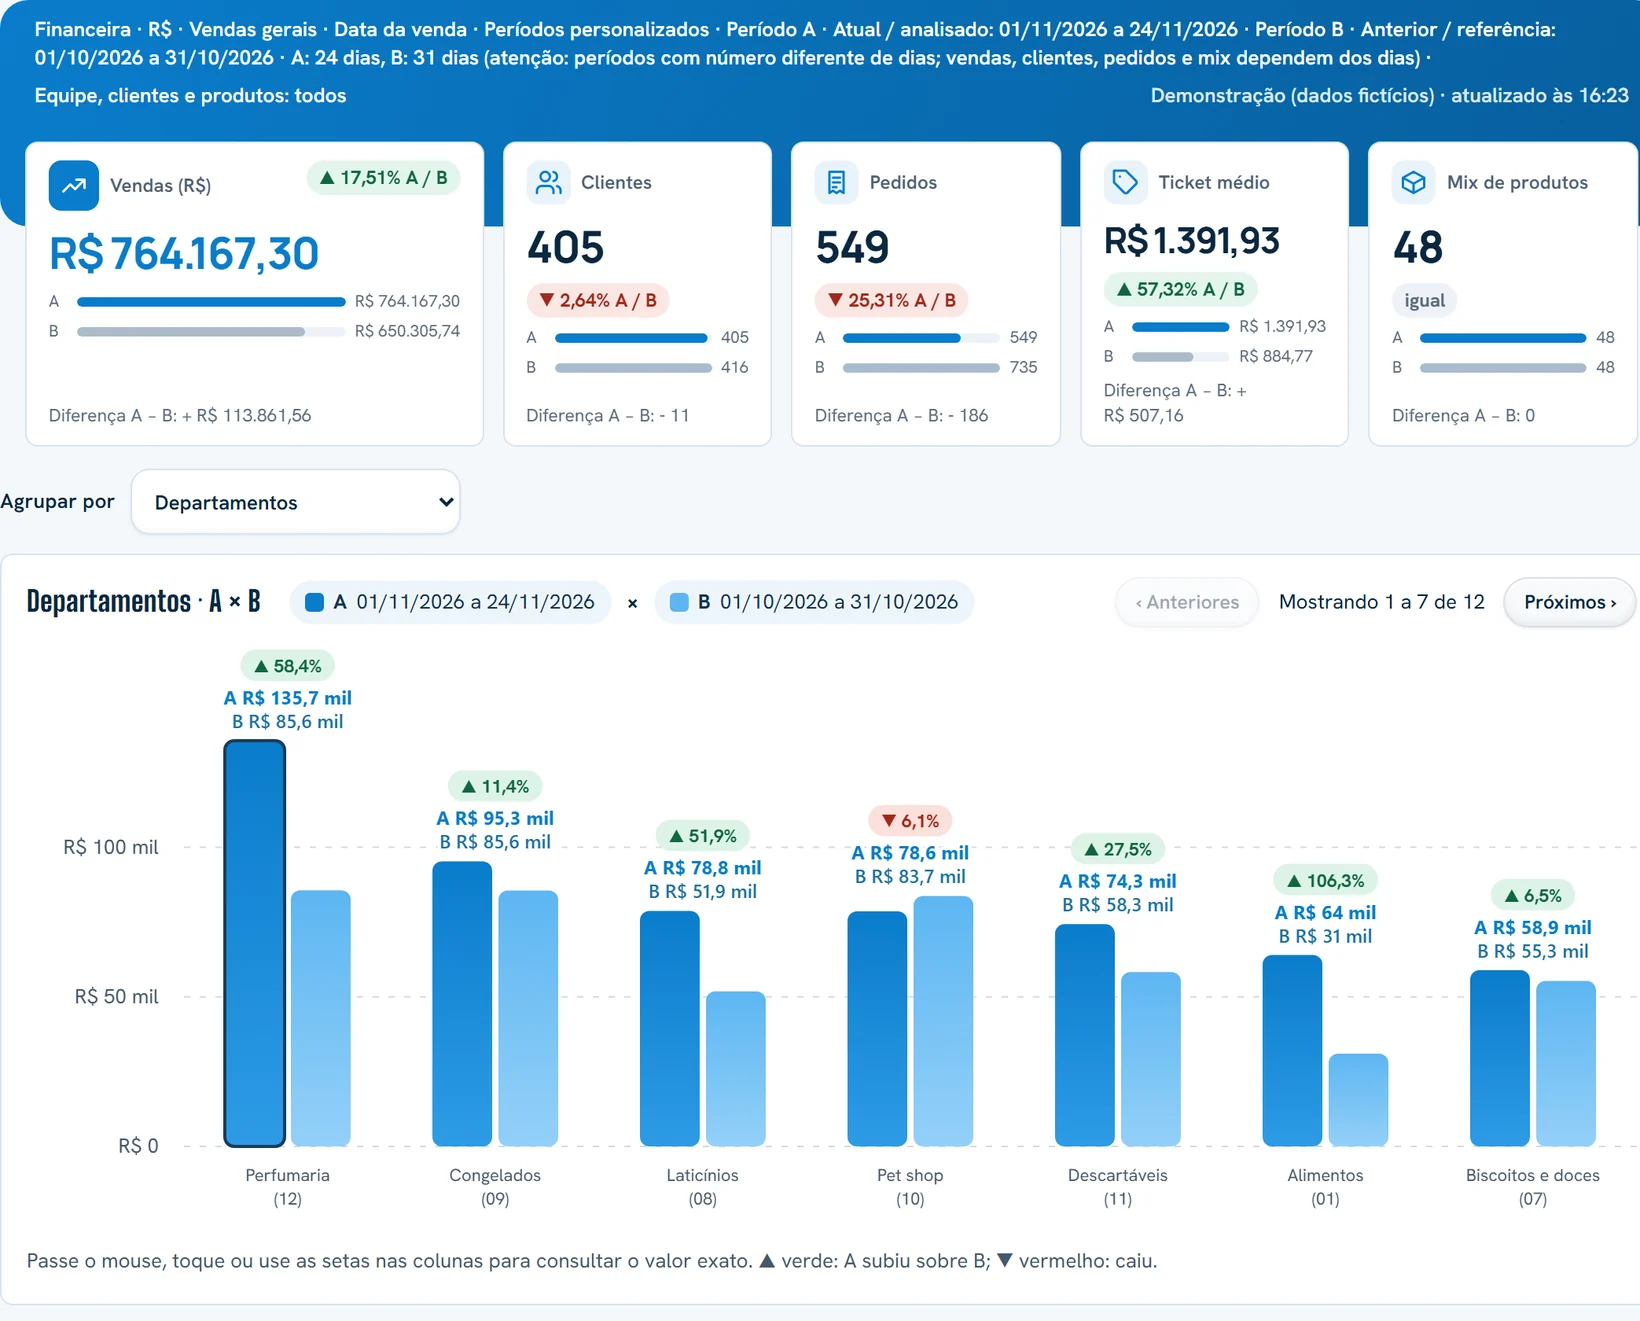 Financeira · R$ · Vendas gerais · Data da venda · Períodos personalizados · Período A · Atual / analisado: 01/11/2026 a 24/11/2026 · Período B · Anterior / referência:
01/10/2026 a 31/10/2026 · A: 24 dias, B: 31 dias (atenção: períodos com número diferente de dias; vendas, clientes, pedidos e mix dependem dos dias) ·
Equipe, clientes e produtos: todos
Demonstração (dados fictícios) · atualizado às 16:23
Vendas (R$)
▲ 17,51% A / B
R$ 764.167,30
A R$ 764.167,30
B R$ 650.305,74
Diferença A – B: + R$ 113.861,56
Clientes
405
▼ 2,64% A / B
A 405
B 416
Diferença A – B: - 11
Pedidos
549
▼ 25,31% A / B
A 549
B 735
Diferença A – B: - 186
Ticket médio
R$ 1.391,93
▲ 57,32% A / B
A R$ 1.391,93
B R$ 884,77
Diferença A – B: +
R$ 507,16
Mix de produtos
48
igual
A 48
B 48
Diferença A – B: 0
Agrupar por
Departamentos
Departamentos · A × B
A 01/11/2026 a 24/11/2026
×
B 01/10/2026 a 31/10/2026
‹ Anteriores
Mostrando 1 a 7 de 12
Próximos ›
▲ 58,4%
A R$ 135,7 mil
B R$ 85,6 mil
▲ 11,4%
A R$ 95,3 mil
B R$ 85,6 mil
▲ 51,9%
A R$ 78,8 mil
B R$ 51,9 mil
▼ 6,1%
A R$ 78,6 mil
B R$ 83,7 mil
▲ 27,5%
A R$ 74,3 mil
B R$ 58,3 mil
▲ 106,3%
A R$ 64 mil
B R$ 31 mil
▲ 6,5%
A R$ 58,9 mil
B R$ 55,3 mil
R$ 100 mil
R$ 50 mil
R$ 0
Perfumaria
(12)
Congelados
(09)
Laticínios
(08)
Pet shop
(10)
Descartáveis
(11)
Alimentos
(01)
Biscoitos e doces
(07)
Passe o mouse, toque ou use as setas nas colunas para consultar o valor exato. ▲ verde: A subiu sobre B; ▼ vermelho: caiu.